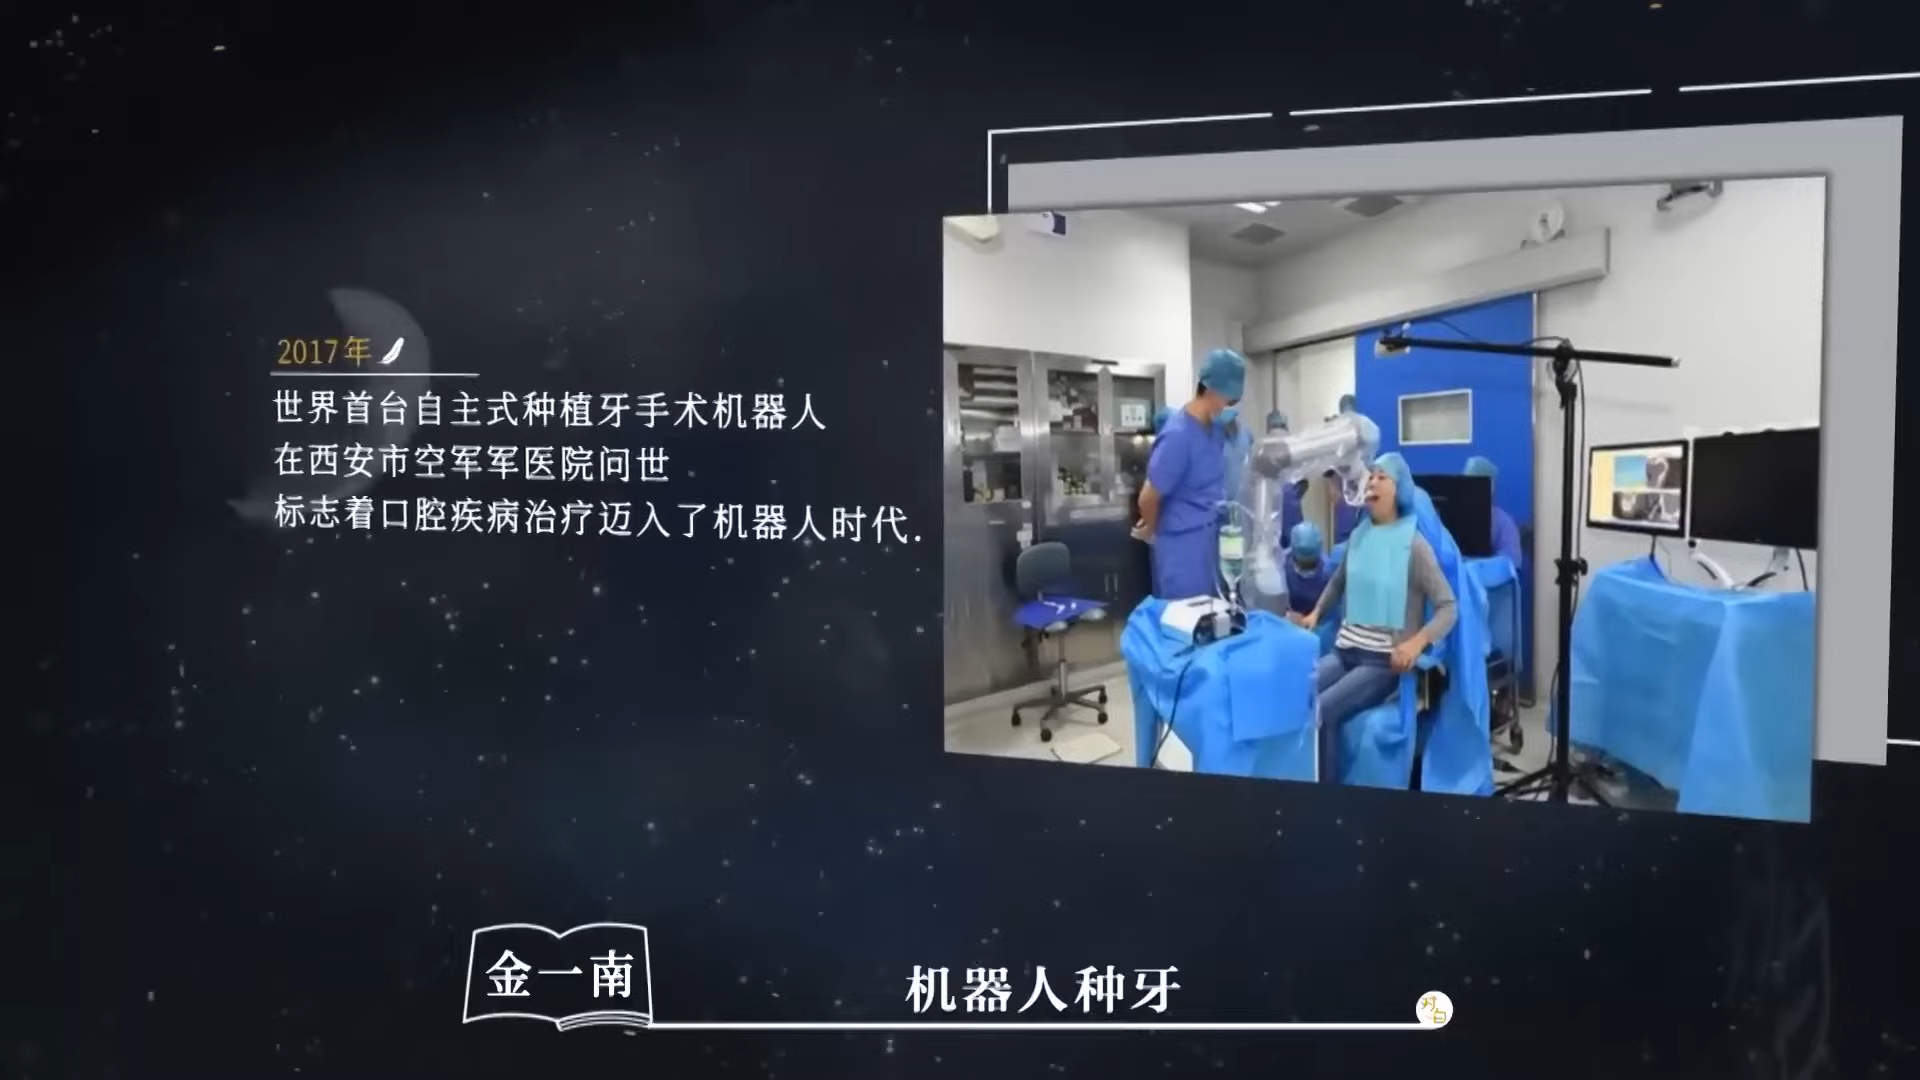 2017年
世界首台自主式种植牙手术机器人
在西安市空军军医院问世
标志着口腔疾病治疗迈入了机器人时代.
金一南
机器人种牙
对白